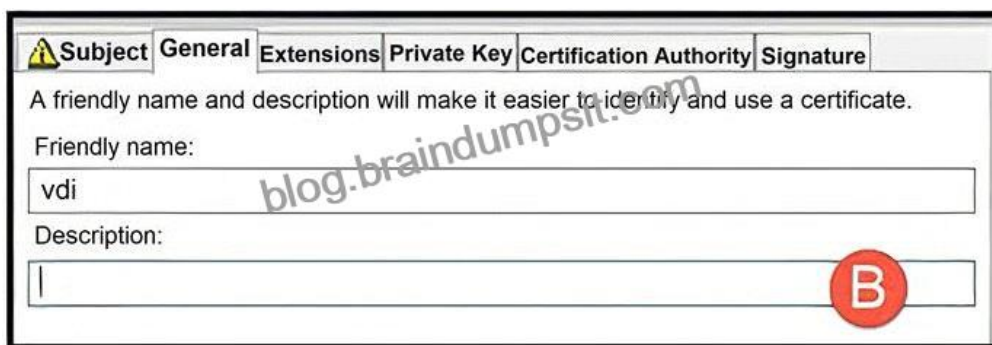 Subject General Extensions Private Key Certification Authority Signature
A friendly name and description will make it easier to identify and use a certificate.
blog.braindumpsit.com
Friendly name:
vdi
Description:
B